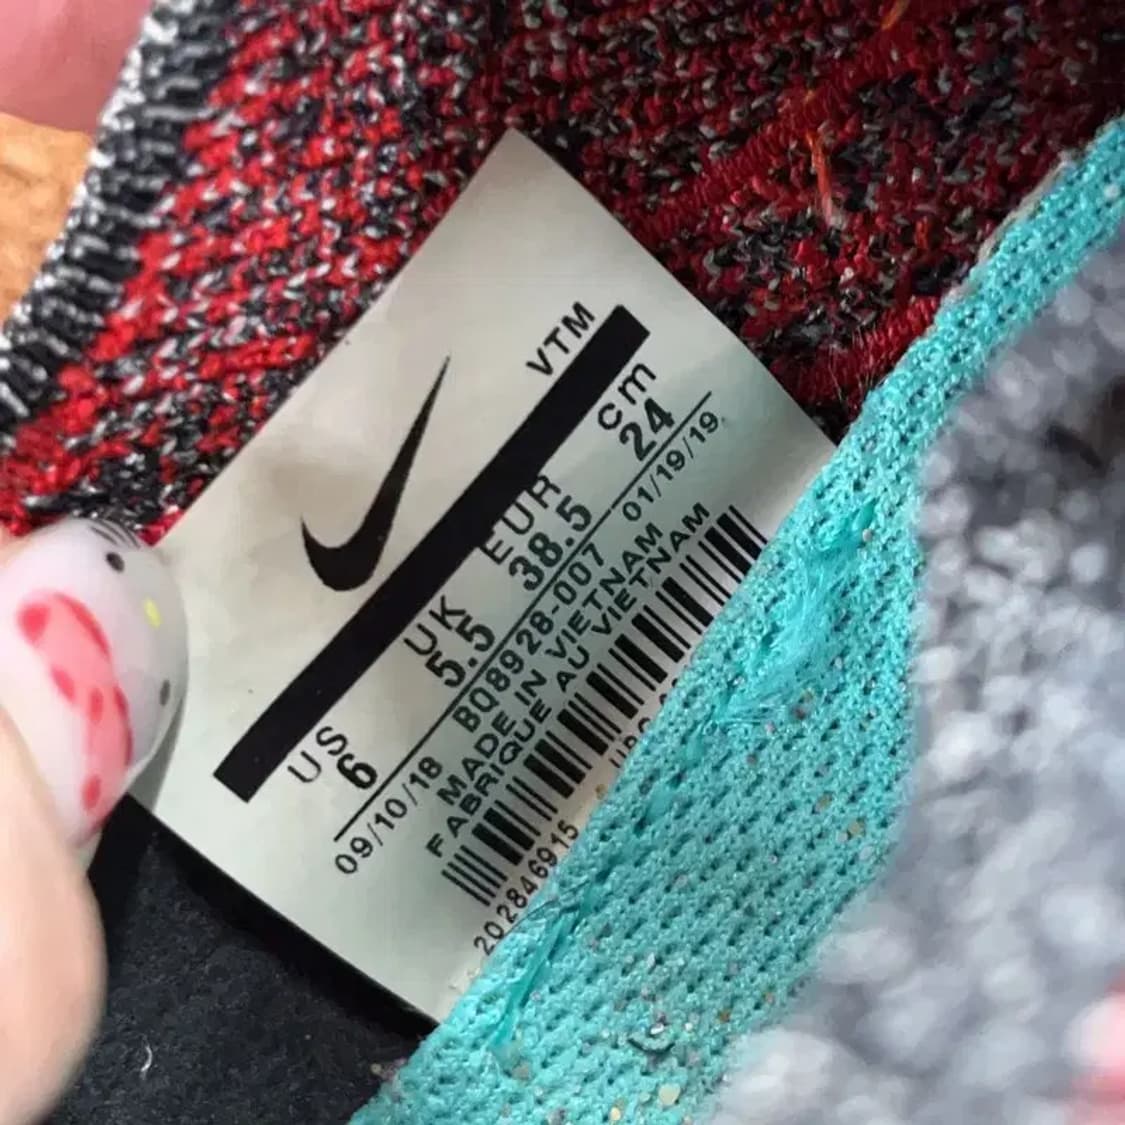 VTM
US UK EUR cm
6 5.5 38.5 24
09/10/18 BQ8928-007 01/19/19
MADE IN VIETNAM
FABRIQUE AU VIETNAM
202846915